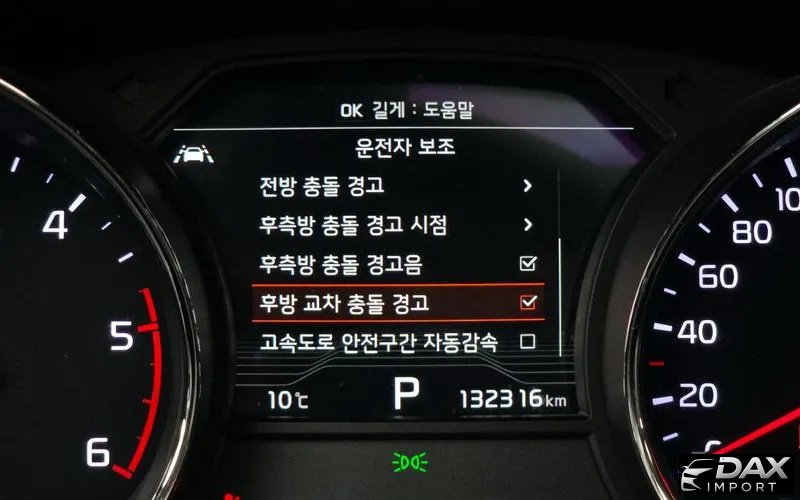 OK 길게 : 도움말
운전자 보조
전방 충돌 경고
후측방 충돌 경고 시점
후측방 충돌 경고음
후방 교차 충돌 경고
고속도로 안전구간 자동감속
10℃ P 132316km
4
5
6
80
60
40
20
DAX
IMPORT